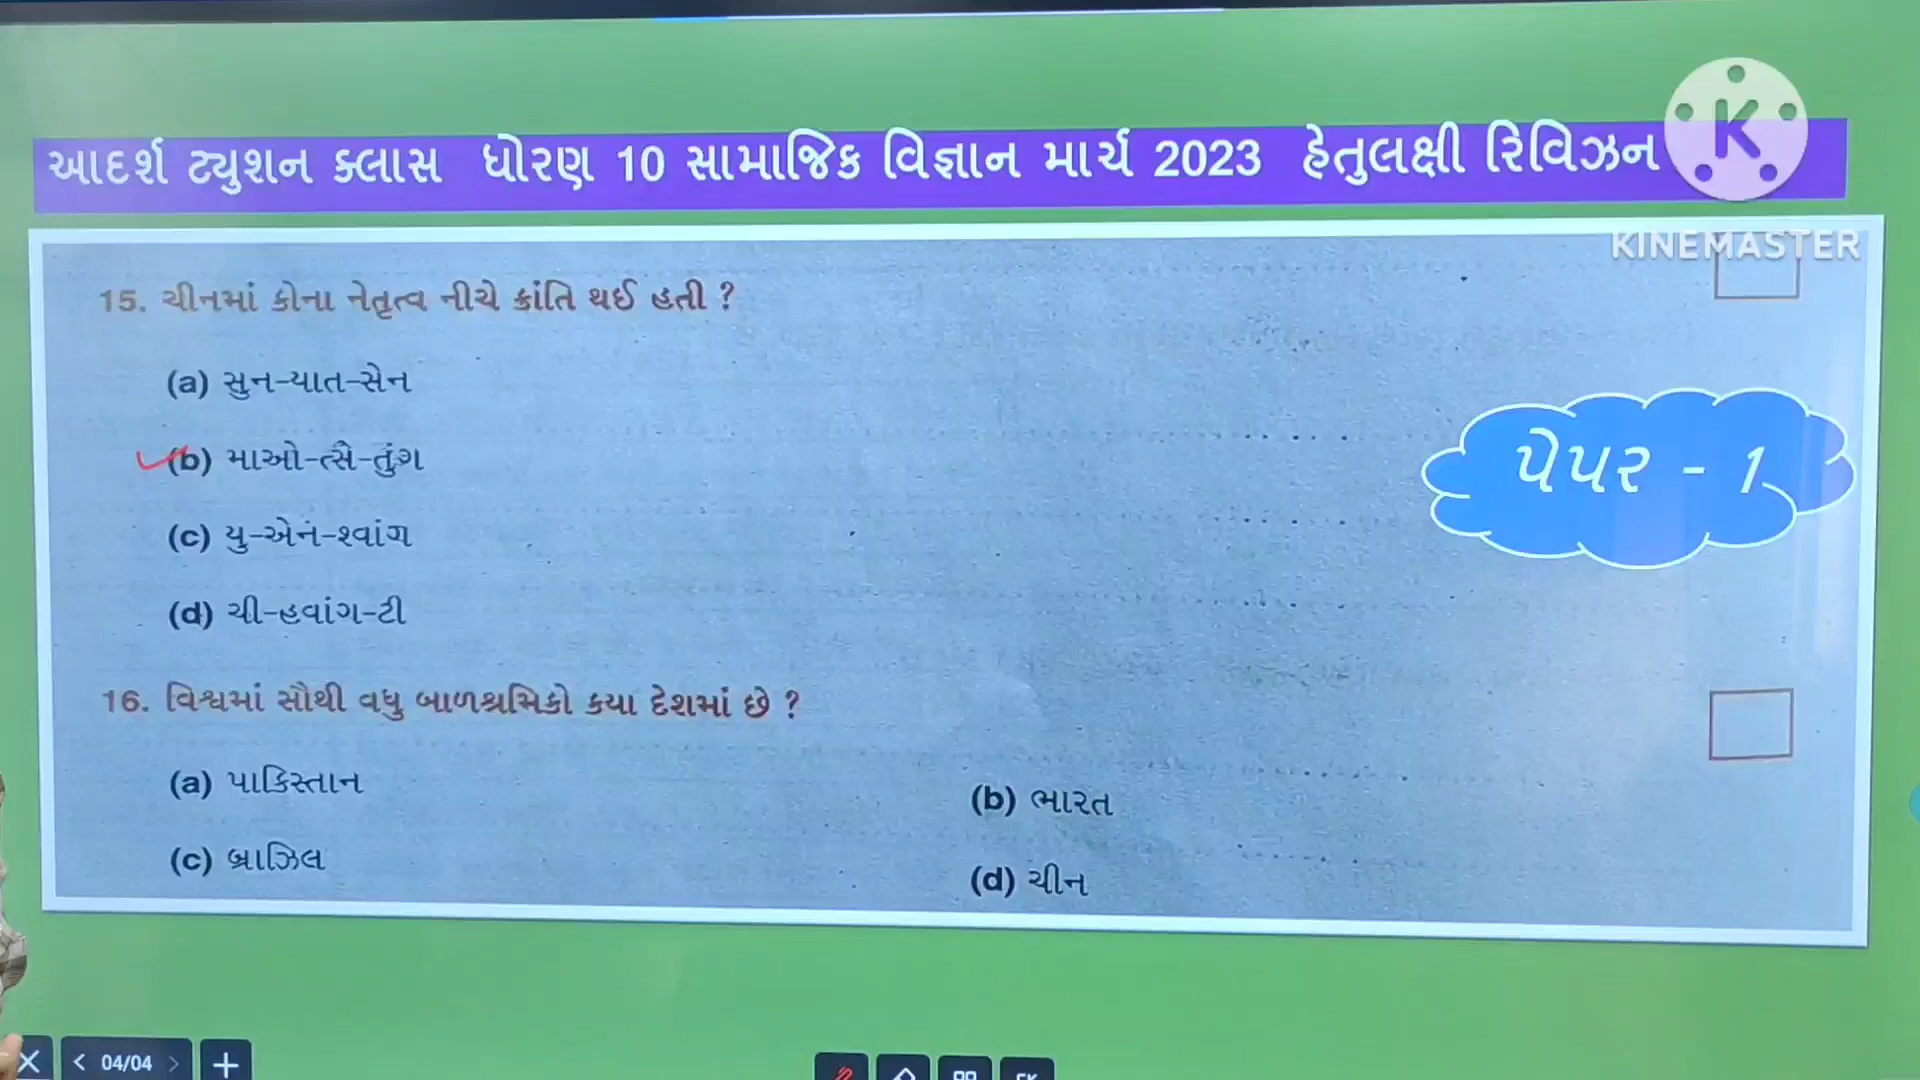 આદર્શ ટ્યુશન ક્લાસ ધોરણ 10 સામાજિક વિજ્ઞાન માર્ચ 2023 હેતુલક્ષી રિવિઝન
K
KINEMASTER
15. ચીનમાં કોના નેતૃત્વ નીચે ક્રાંતિ થઈ હતી ?
(a) સુન-યાત-સેન
(b) માઓ-ત્સે-તુંગ
(c) યુ-એન-શ્વાંગ
(d) ચી-હવાંગ-ટી
પેપર - 1
16. વિશ્વમાં સૌથી વધુ બાળશ્રમિકો કયા દેશમાં છે ?
(a) પાકિસ્તાન
(b) ભારત
(c) બ્રાઝિલ
(d) ચીન
04/04